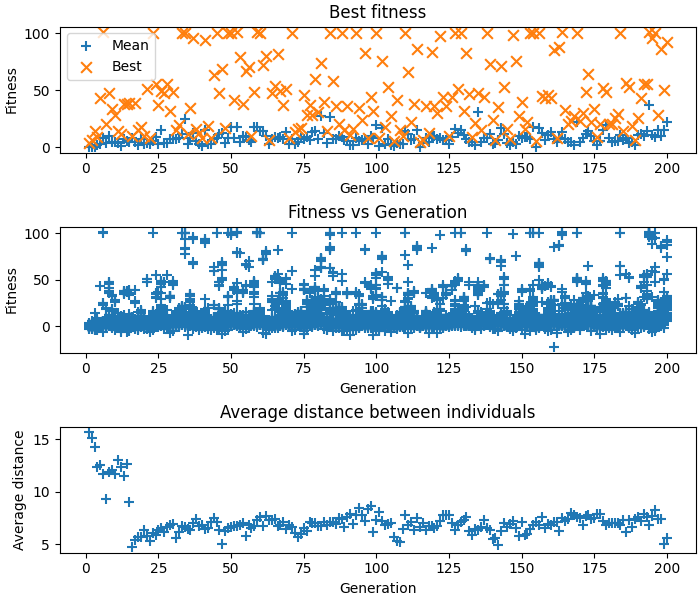 Best fitness
100
50
0
Fitness
Mean
Best
0 25 50 75 100 125 150 175 200
Generation
Fitness vs Generation
100
50
0
Fitness
0 25 50 75 100 125 150 175 200
Generation
Average distance between individuals
15
10
5
Average distance
0 25 50 75 100 125 150 175 200
Generation